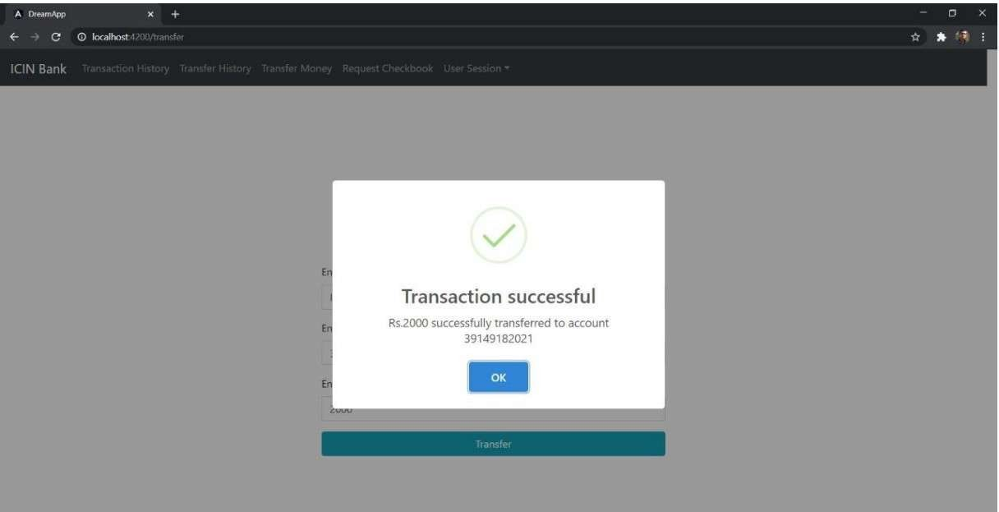 DreamApp
localhost:4200/transfer
ICIN Bank Transaction History Transfer History Transfer Money Request Checkbook User Session
En
Transaction successful
Rs.2000 successfully transferred to account
39149182021
En
OK
En
2000
Transfer